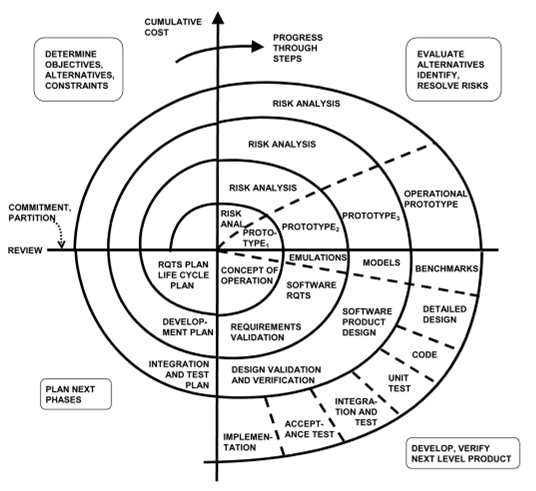 CUMULATIVE
COST
PROGRESS
THROUGH
STEPS
DETERMINE
OBJECTIVES,
ALTERNATIVES,
CONSTRAINTS
EVALUATE
ALTERNATIVES
IDENTIFY,
RESOLVE RISKS
RISK ANALYSIS
RISK ANALYSIS
RISK ANALYSIS
RISK
ANAL.
PROTO-
TYPE1
PROTOTYPE2
PROTOTYPE3
OPERATIONAL
PROTOTYPE
COMMITMENT,
PARTITION
REVIEW
RQTS PLAN
LIFE CYCLE
PLAN
CONCEPT OF
OPERATION
EMULATIONS
MODELS
BENCHMARKS
SOFTWARE
RQTS
SOFTWARE
PRODUCT
DESIGN
DETAILED
DESIGN
DEVELOP-
MENT PLAN
REQUIREMENTS
VALIDATION
CODE
INTEGRATION
AND TEST
PLAN
DESIGN VALIDATION
AND VERIFICATION
UNIT
TEST
INTEGRA-
TION AND
TEST
ACCEPT-
ANCE TEST
IMPLEMEN-
TATION
PLAN NEXT
PHASES
DEVELOP, VERIFY
NEXT LEVEL PRODUCT